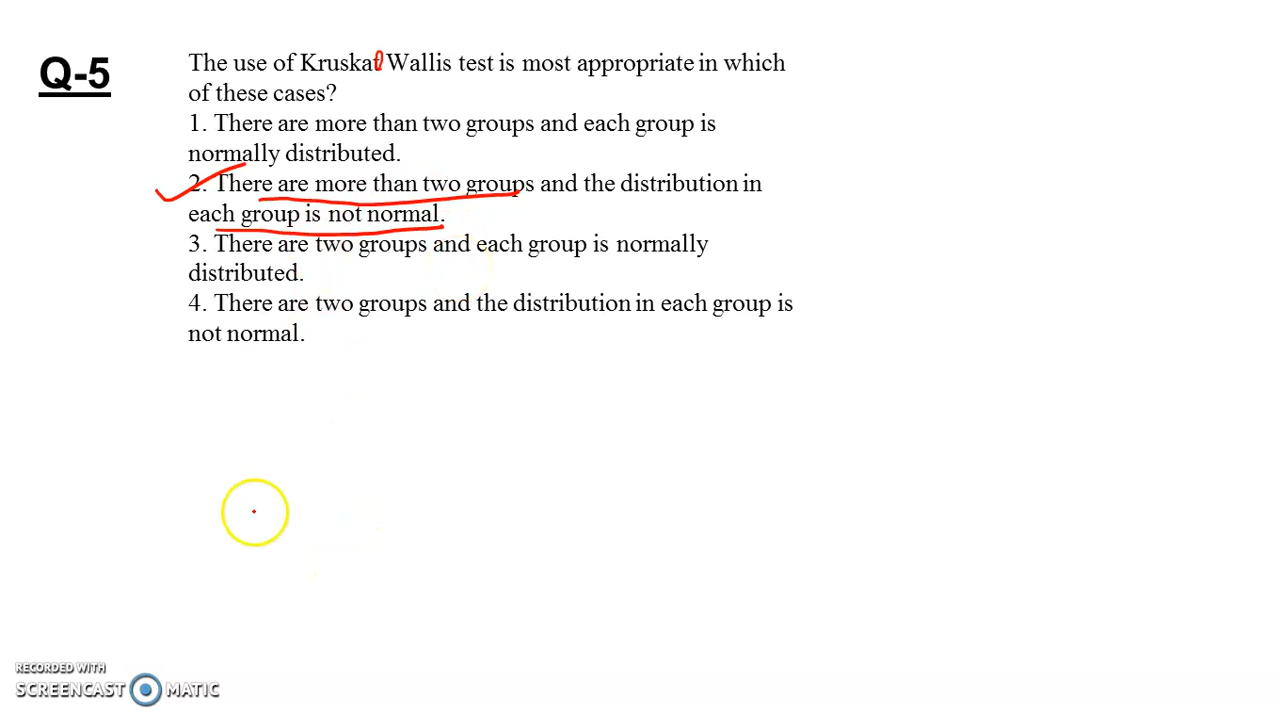 Q-5
The use of Kruskal Wallis test is most appropriate in which
of these cases?
1. There are more than two groups and each group is
normally distributed.
2. There are more than two groups and the distribution in
each group is not normal.
3. There are two groups and each group is normally
distributed.
4. There are two groups and the distribution in each group is
not normal.
RECORDED WITH
SCREENCAST MATIC